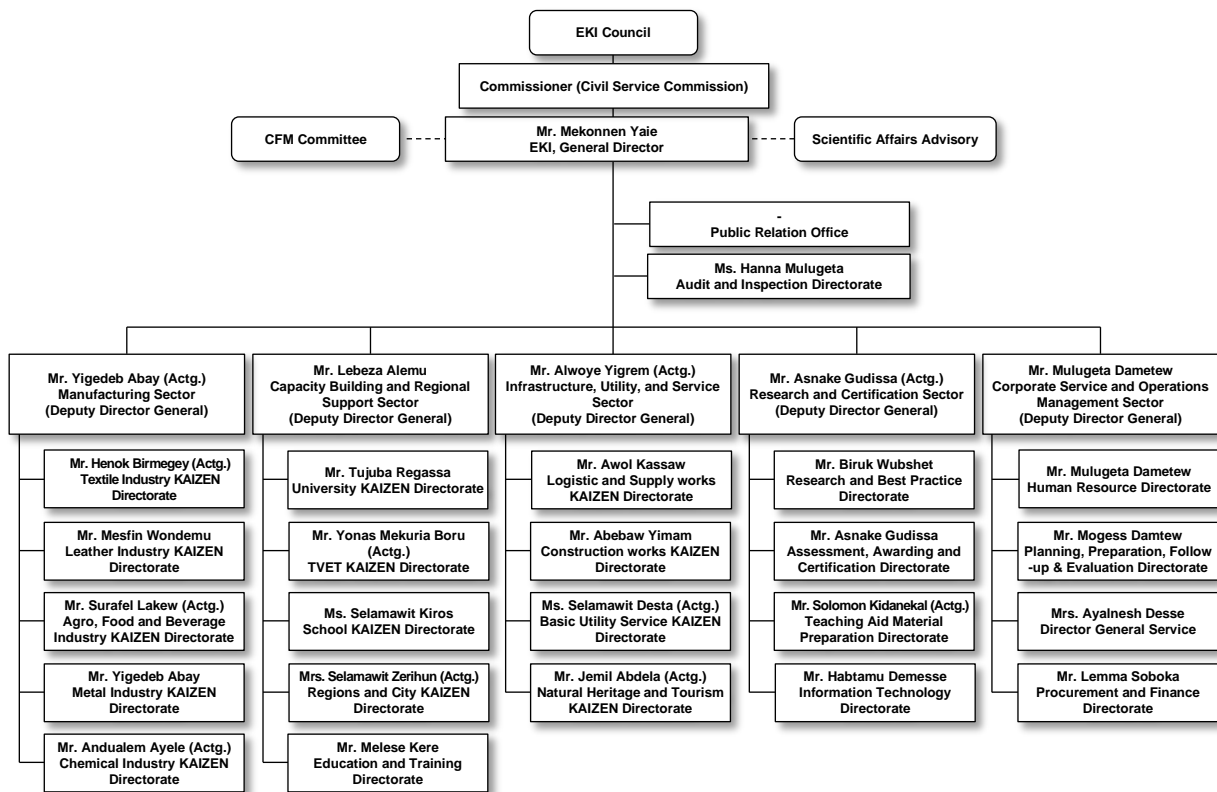 EKI Council
Commissioner (Civil Service Commission)
CFM Committee
Mr. Mekonnen Yaie
EKI, General Director
Scientific Affairs Advisory
-
Public Relation Office
Ms. Hanna Mulugeta
Audit and Inspection Directorate
Mr. Yigedeb Abay (Actg.)
Manufacturing Sector
(Deputy Director General)
Mr. Lebeza Alemu
Capacity Building and Regional
Support Sector
(Deputy Director General)
Mr. Alwoye Yigrem (Actg.)
Infrastructure, Utility, and Service
Sector
(Deputy Director General)
Mr. Asnake Gudissa (Actg.)
Research and Certification Sector
(Deputy Director General)
Mr. Mulugeta Dametew
Corporate Service and Operations
Management Sector
(Deputy Director General)
Mr. Henok Birmegey (Actg.)
Textile Industry KAIZEN
Directorate
Mr. Mesfin Wondemu
Leather Industry KAIZEN
Directorate
Mr. Surafel Lakew (Actg.)
Agro, Food and Beverage
Industry KAIZEN Directorate
Mr. Yigedeb Abay
Metal Industry KAIZEN
Directorate
Mr. Andualem Ayele (Actg.)
Chemical Industry KAIZEN
Directorate
Mr. Tujuba Regassa
University KAIZEN Directorate
Mr. Yonas Mekuria Boru
(Actg.)
TVET KAIZEN Directorate
Ms. Selamawit Kiros
School KAIZEN Directorate
Mrs. Selamawit Zerihun (Actg.)
Regions and City KAIZEN
Directorate
Mr. Melese Kere
Education and Training
Directorate
Mr. Awol Kassaw
Logistic and Supply works
KAIZEN Directorate
Mr. Abebaw Yimam
Construction works KAIZEN
Directorate
Ms. Selamawit Desta (Actg.)
Basic Utility Service KAIZEN
Directorate
Mr. Jemil Abdela (Actg.)
Natural Heritage and Tourism
KAIZEN Directorate
Mr. Biruk Wubshet
Research and Best Practice
Directorate
Mr. Asnake Gudissa
Assessment, Awarding and
Certification Directorate
Mr. Solomon Kidanekal (Actg.)
Teaching Aid Material
Preparation Directorate
Mr. Habtamu Demesse
Information Technology
Directorate
Mr. Mulugeta Dametew
Human Resource Directorate
Mr. Mogess Damtew
Planning, Preparation, Follow
-up & Evaluation Directorate
Mrs. Ayalnesh Desse
Director General Service
Mr. Lemma Soboka
Procurement and Finance
Directorate